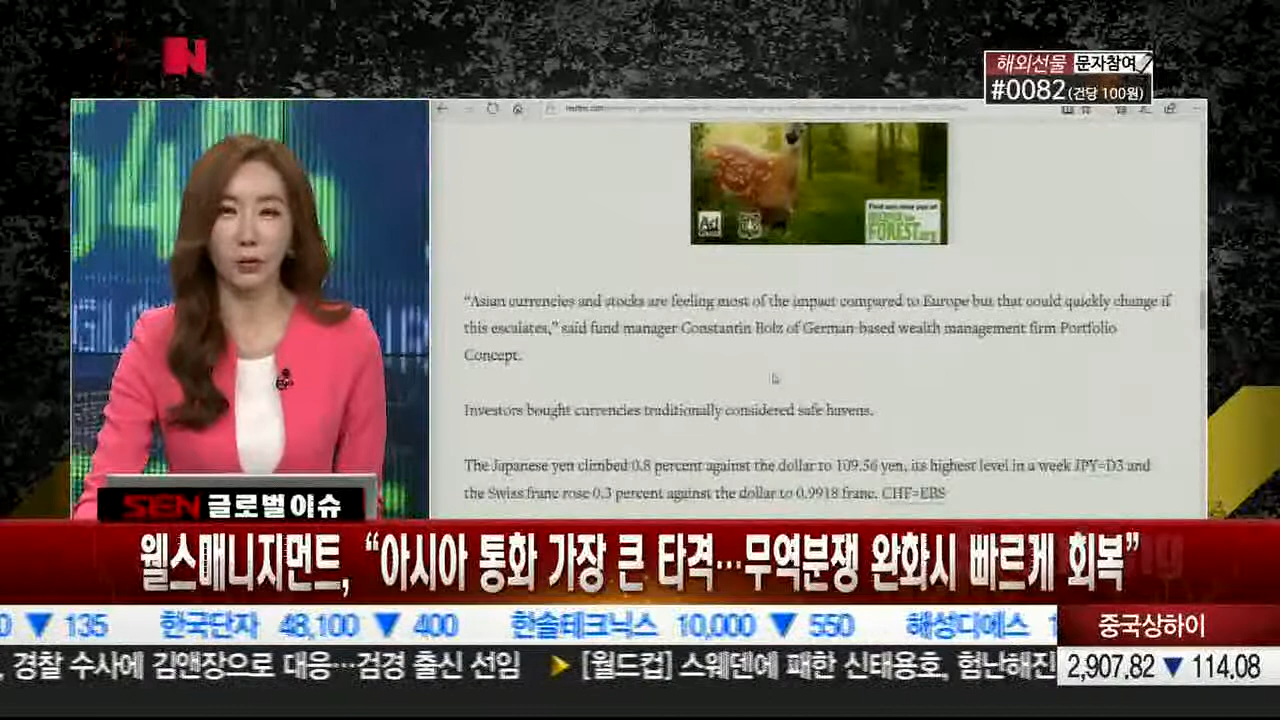 N
해외선물 문자참여
#0082(건당 100원)
Ad
FOREST.org
“Asian currencies and stocks are feeling most of the impact compared to Europe but that could quickly change if
this escalates,” said fund manager Constantin Bolz of German-based wealth management firm Portfolio
Concept.
Investors bought currencies traditionally considered safe havens.
The Japanese yen climbed 0.8 percent against the dollar to 109.56 yen, its highest level in a week JPY=D3 and
the Swiss franc rose 0.3 percent against the dollar to 0.9918 franc. CHF=EBS
SEN 글로벌이슈
웰스매니지먼트, “아시아 통화 가장 큰 타격…무역분쟁 완화시 빠르게 회복”
0 ▼ 135 한국단자 48,100 ▼ 400 한솔테크닉스 10,000 ▼ 550 해성디에스 1
중국상하이
, 경찰 수사에 김앤장으로 대응…검경 출신 선임 [월드컵] 스웨덴에 패한 신태용호, 험난해진
2,907.82 ▼ 114.08